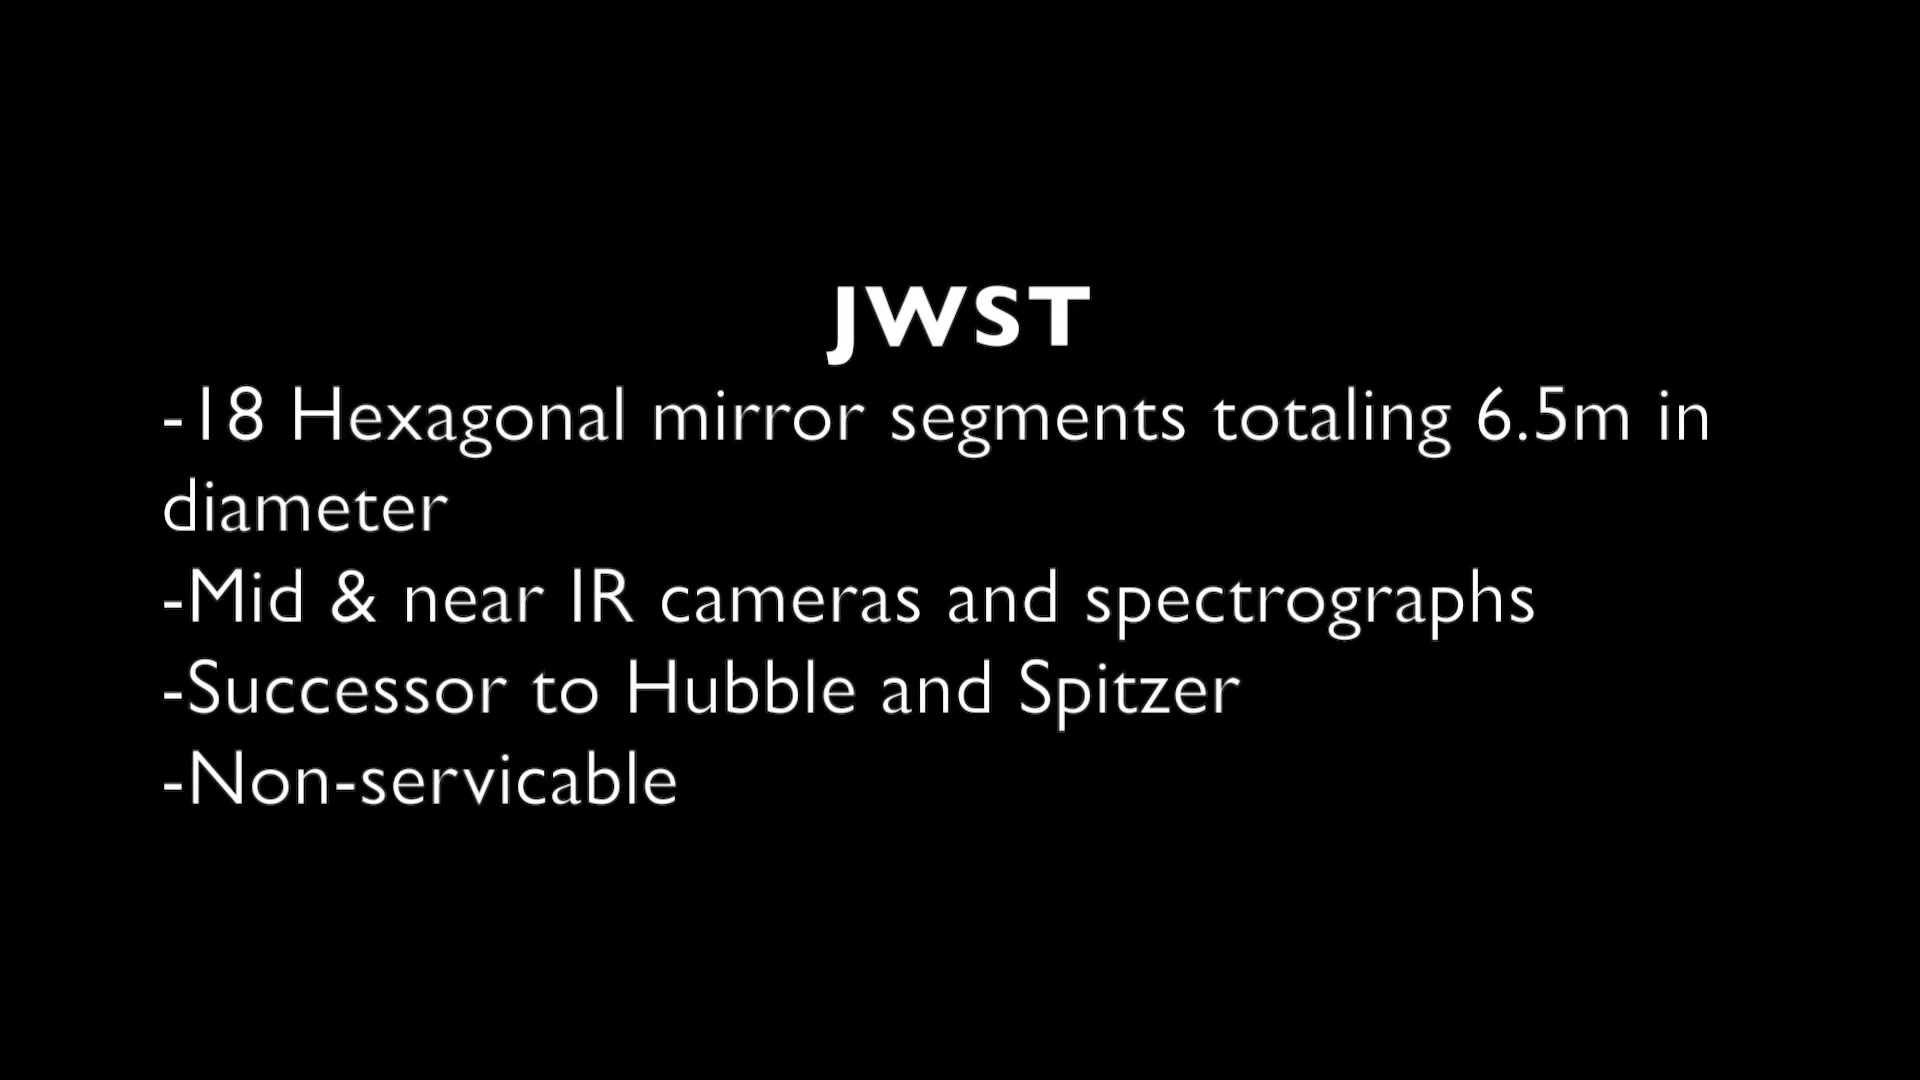 JWST
-18 Hexagonal mirror segments totaling 6.5m in
diameter
-Mid & near IR cameras and spectrographs
-Successor to Hubble and Spitzer
-Non-servicable